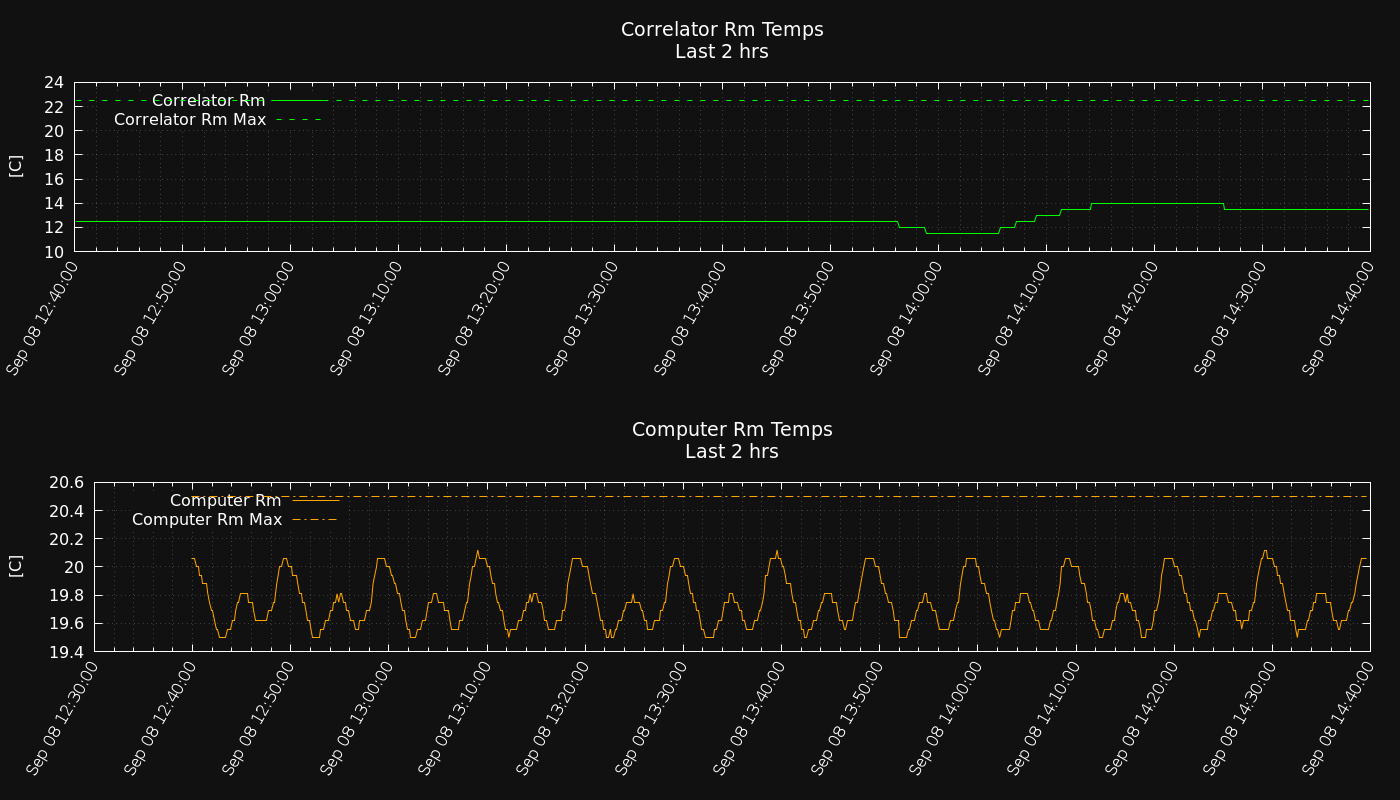 Correlator Rm Temps
Last 2 hrs
24
22
20
18
16
14
12
10
[C]
Correlator Rm
Correlator Rm Max
Sep 08 12:40:00
Sep 08 12:50:00
Sep 08 13:00:00
Sep 08 13:10:00
Sep 08 13:20:00
Sep 08 13:30:00
Sep 08 13:40:00
Sep 08 13:50:00
Sep 08 14:00:00
Sep 08 14:10:00
Sep 08 14:20:00
Sep 08 14:30:00
Sep 08 14:40:00
Computer Rm Temps
Last 2 hrs
20.6
20.4
20.2
20
19.8
19.6
19.4
[C]
Computer Rm
Computer Rm Max
Sep 08 12:30:00
Sep 08 12:40:00
Sep 08 12:50:00
Sep 08 13:00:00
Sep 08 13:10:00
Sep 08 13:20:00
Sep 08 13:30:00
Sep 08 13:40:00
Sep 08 13:50:00
Sep 08 14:00:00
Sep 08 14:10:00
Sep 08 14:20:00
Sep 08 14:30:00
Sep 08 14:40:00